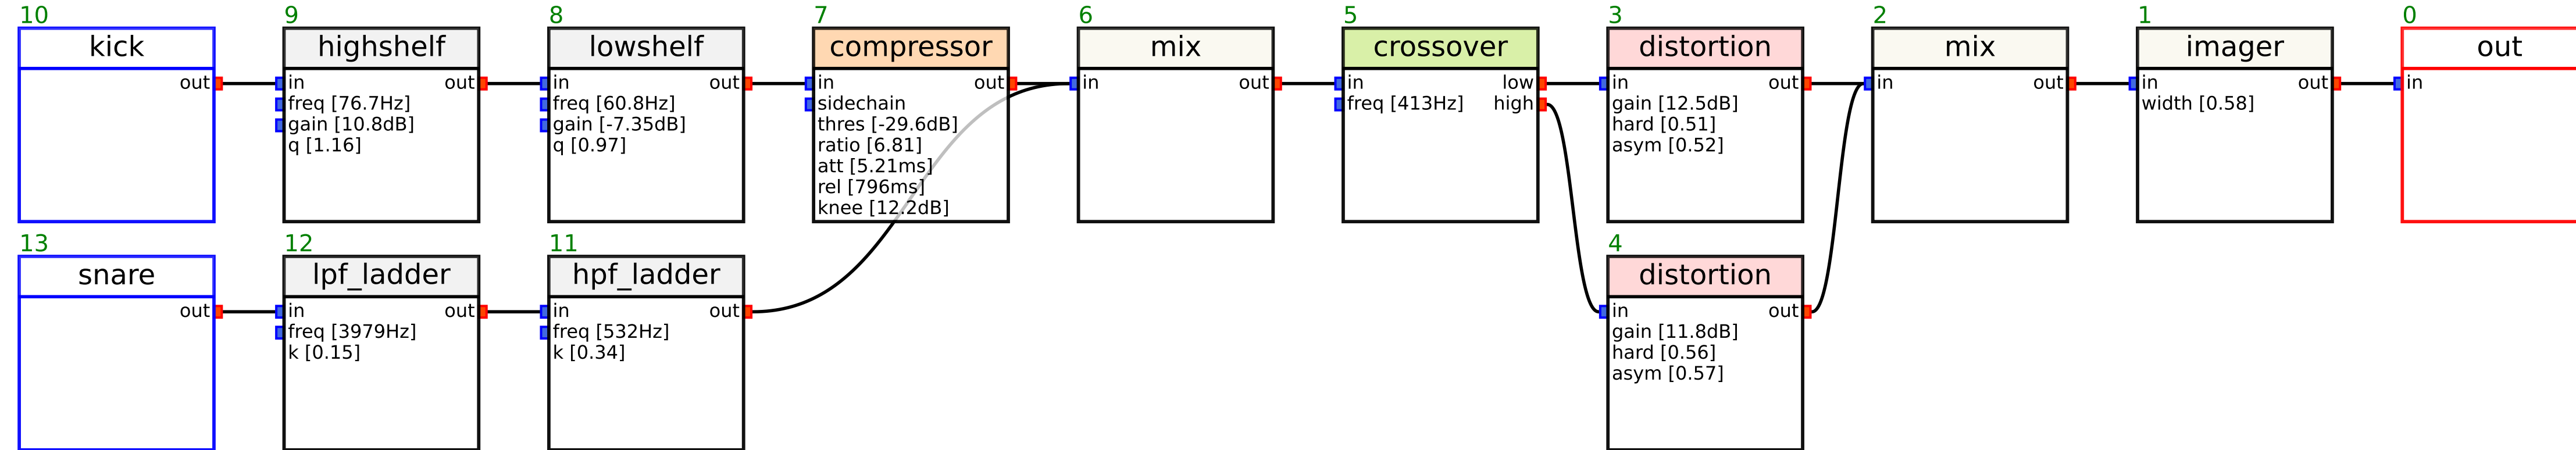 10 9 8 7 6 5 3 2 1 0
kick highshelf lowshelf compressor mix crossover distortion mix imager out
out in out in out in out in out in low in out in out in out in
freq [76.7Hz] freq [60.8Hz] sidechain freq [413Hz] high gain [12.5dB] width [0.58]
gain [10.8dB] gain [-7.35dB] thres [-29.6dB] hard [0.51]
q [1.16] q [0.97] ratio [6.81] asym [0.52]
att [5.21ms]
rel [796ms]
knee [12.2dB]
13 12 11 4
snare lpf_ladder hpf_ladder distortion
out in out in out in out
freq [3979Hz] freq [532Hz] gain [11.8dB]
k [0.15] k [0.34] hard [0.56]
asym [0.57]